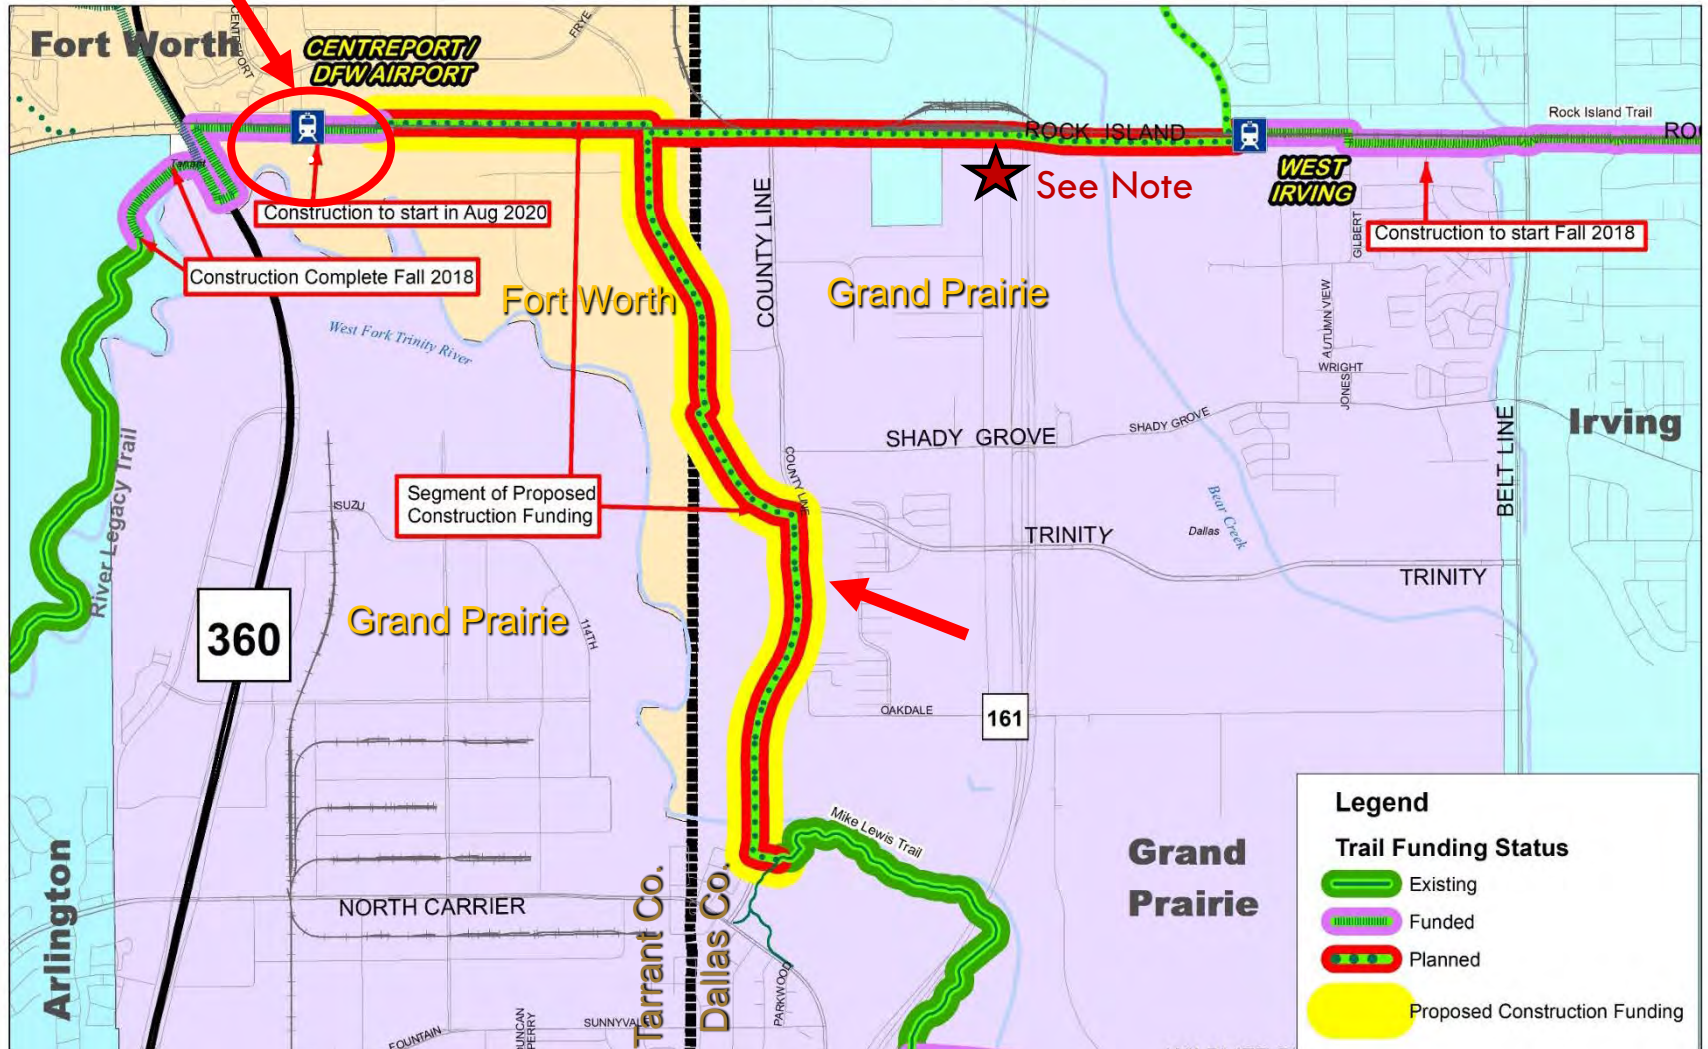 Fort Worth
CENTREPORT
FRYE
CENTREPORT/
DFW AIRPORT
Rock Island Trail
ROCK ISLAND
Tarrant
See Note
WEST
IRVING
Construction to start in Aug 2020
Construction to start Fall 2018
GILBERT
COUNTY LINE
Construction Complete Fall 2018
Fort Worth
Grand Prairie
West Fork Trinity River
AUTUMN VIEW
WRIGHT
JONES
Irving
SHADY GROVE
SHADY GROVE
BELT LINE
River Legacy Trail
COUNTY LINE
Segment of Proposed
Construction Funding
ISUZU
Bear Creek
TRINITY
Dallas
TRINITY
360
Grand Prairie
114TH
OAKDALE
161
Mike Lewis Trail
Arlington
NORTH CARRIER
Tarrant Co.
Dallas Co.
Grand
Prairie
PARKWOOD
SUNNYVALE
FOUNTAIN
DUNCAN
PERRY
Legend
Trail Funding Status
Existing
Funded
Planned
Proposed Construction Funding